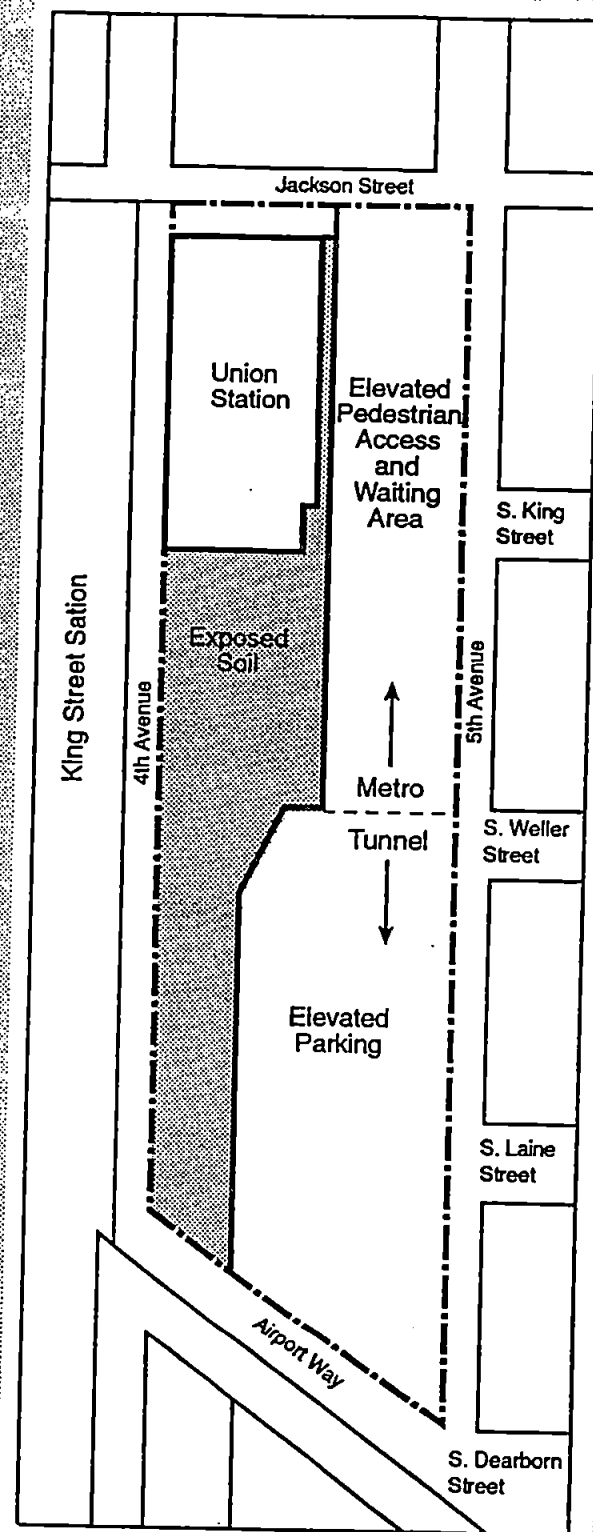 Jackson Street
Union
Station
Elevated
Pedestrian
Access
and
Waiting
Area
S. King
Street
Exposed
Soil
King Street Sation
4th Avenue
5th Avenue
Metro
Tunnel
S. Weller
Street
Elevated
Parking
S. Laine
Street
Airport Way
S. Dearborn
Street